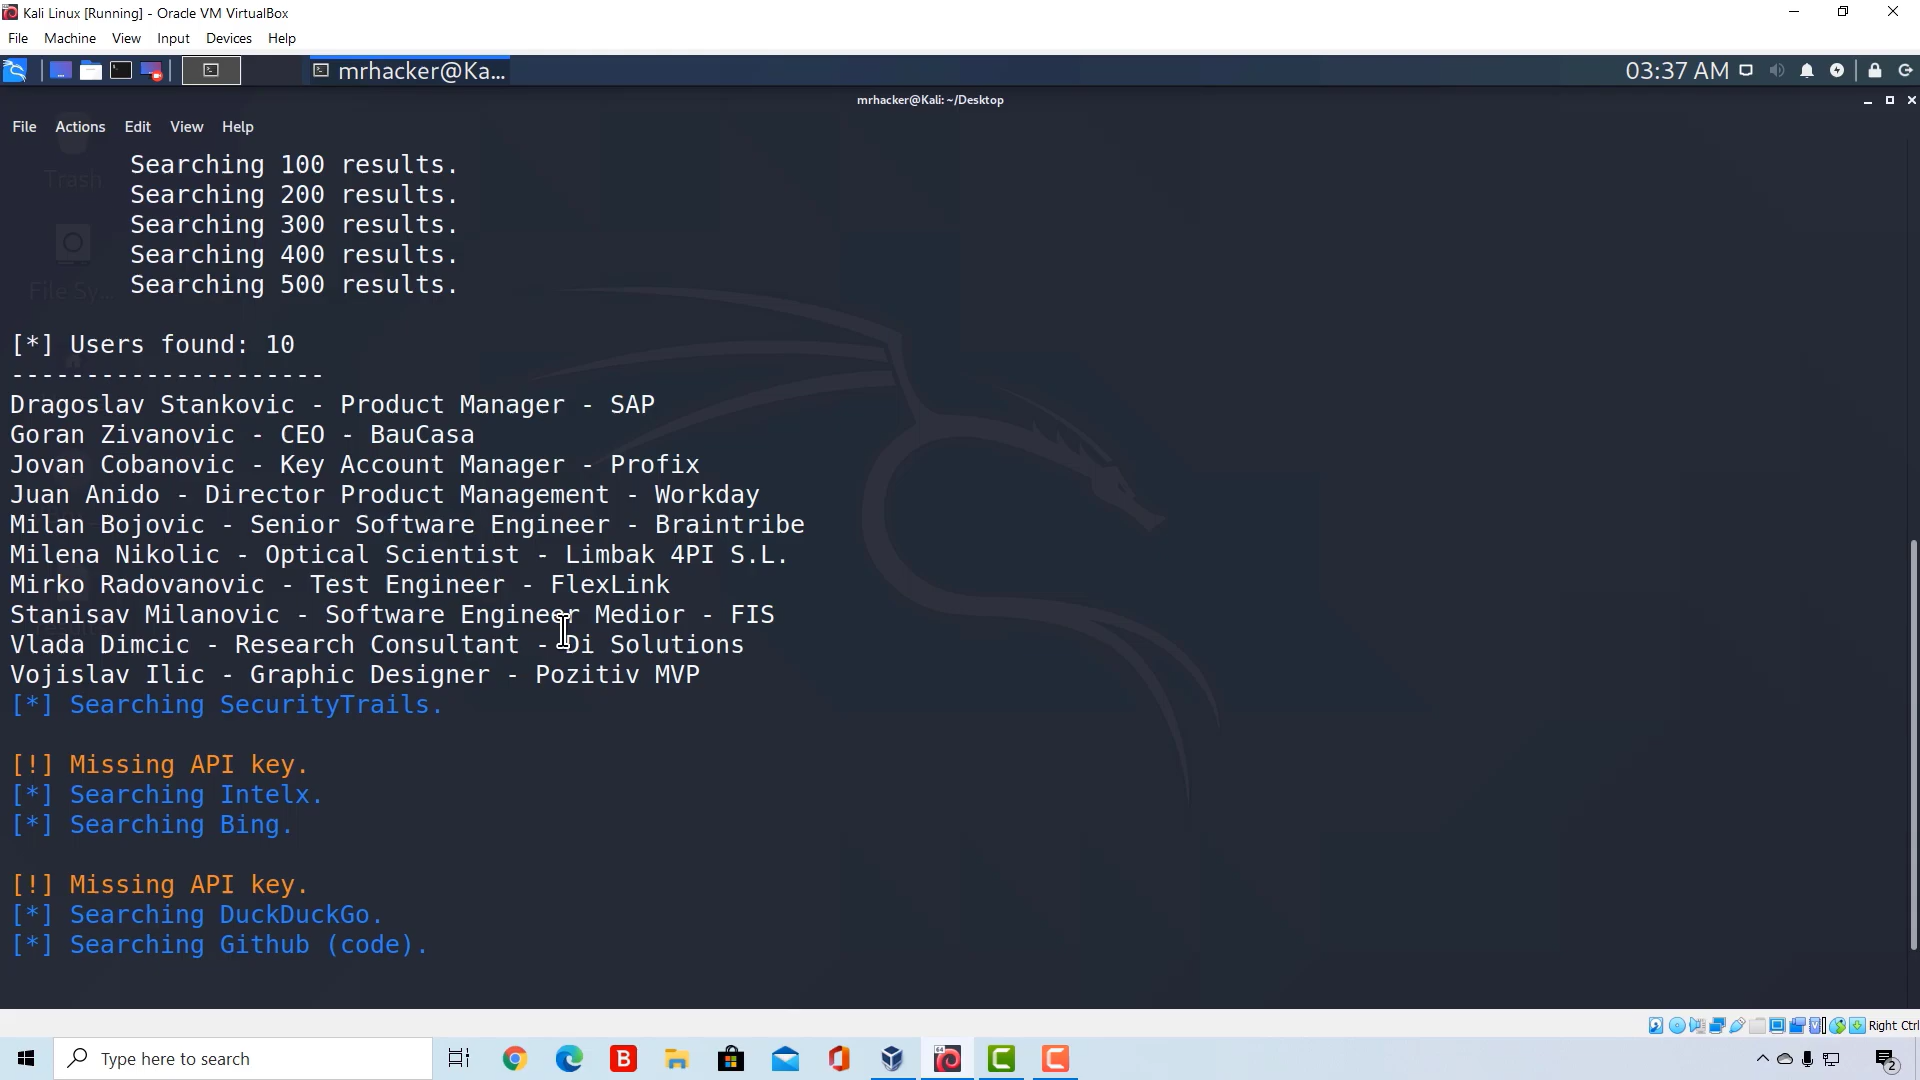 Kali Linux [Running] - Oracle VM VirtualBox
File Machine View Input Devices Help
mrhacker@Ka...
03:37 AM
mrhacker@Kali: ~/Desktop
File Actions Edit View Help
Trash
File Sy...
Searching 100 results.
Searching 200 results.
Searching 300 results.
Searching 400 results.
Searching 500 results.
[*] Users found: 10
---------------------
Dragoslav Stankovic - Product Manager - SAP
Goran Zivanovic - CEO - BauCasa
Jovan Cobanovic - Key Account Manager - Profix
Juan Anido - Director Product Management - Workday
Milan Bojovic - Senior Software Engineer - Braintribe
Milena Nikolic - Optical Scientist - Limbak 4PI S.L.
Mirko Radovanovic - Test Engineer - FlexLink
Stanisav Milanovic - Software Engineer Medior - FIS
Vlada Dimcic - Research Consultant - Di Solutions
Vojislav Ilic - Graphic Designer - Pozitiv MVP
[*] Searching SecurityTrails.
[!] Missing API key.
[*] Searching Intelx.
[*] Searching Bing.
[!] Missing API key.
[*] Searching DuckDuckGo.
[*] Searching Github (code).
Right Ctrl
Type here to search
B
64
C
C
2